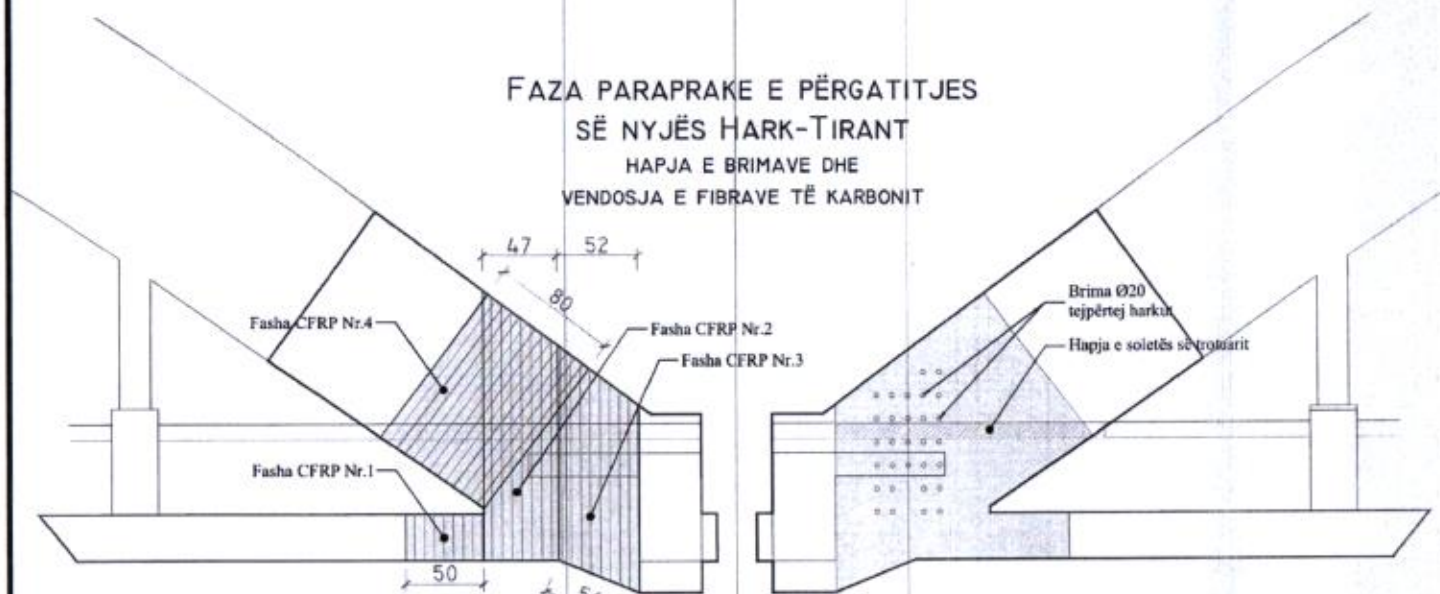 FAZA PARAPRAKE E PËRGATITJES
SË NYJËS HARK-TIRANT
HAPJA E BRIMAVE DHE
VENDOSJA E FIBRAVE TË KARBONIT
47
52
80
Fasha CFRP Nr.4
Fasha CFRP Nr.2
Fasha CFRP Nr.3
Fasha CFRP Nr.1
50
Brima Ø20
tejpërtej harkut
Hapja e soletës së trotuarit